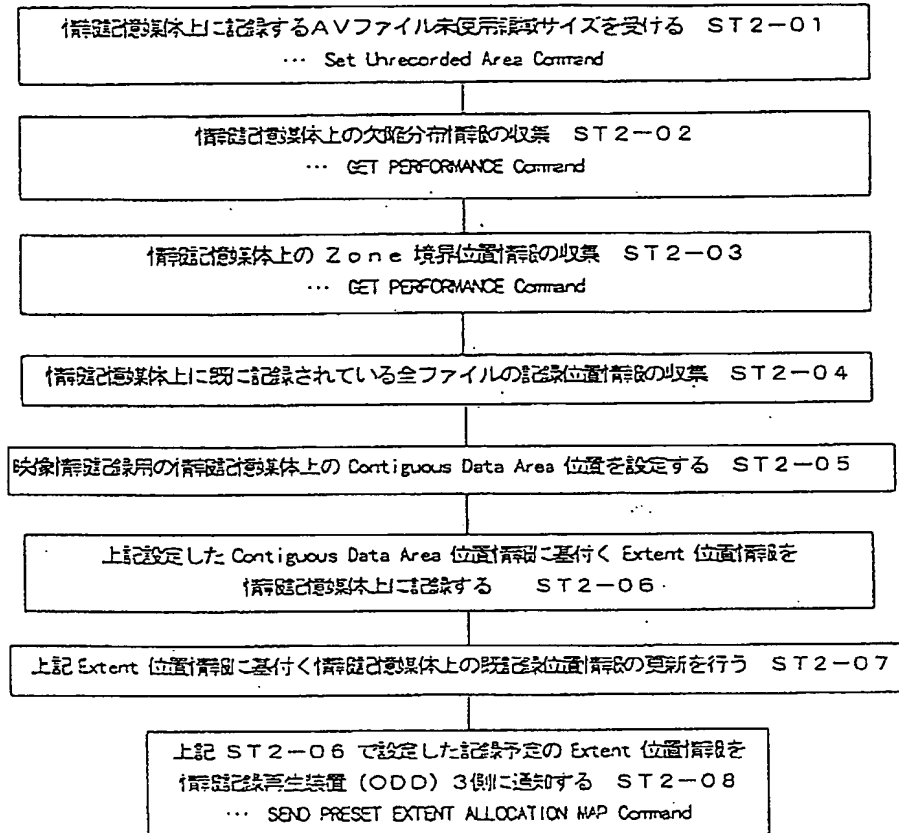 情報記憶媒体上に記録するAVファイル未使用領域サイズを受ける ST2-01
… Set Unrecorded Area Command
情報記憶媒体上の欠陥分布情報の収集 ST2-02
… GET PERFORMANCE Command
情報記憶媒体上の Zone 境界位置情報の収集 ST2-03
… GET PERFORMANCE Command
情報記憶媒体上に既に記録されている全ファイルの記録位置情報の収集 ST2-04
映像情報記録用の情報記憶媒体上の Contiguous Data Area 位置を設定する ST2-05
上記設定した Contiguous Data Area 位置情報に基付く Extent 位置情報を
情報記憶媒体上に記録する ST2-06
上記 Extent 位置情報に基付く情報記憶媒体上の既記録位置情報の更新を行う ST2-07
上記 ST2-06 で設定した記録予定の Extent 位置情報を
情報記録再生装置 (ODD) 3側に通知する ST2-08
… SEND PRESET EXTENT ALLOCATION MAP Command